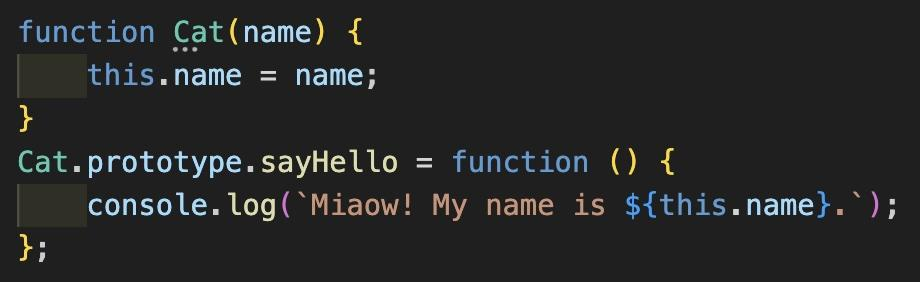 function Cat(name) {
    this.name = name;
}
Cat.prototype.sayHello = function () {
    console.log(`Miaow! My name is ${this.name}.`);
};